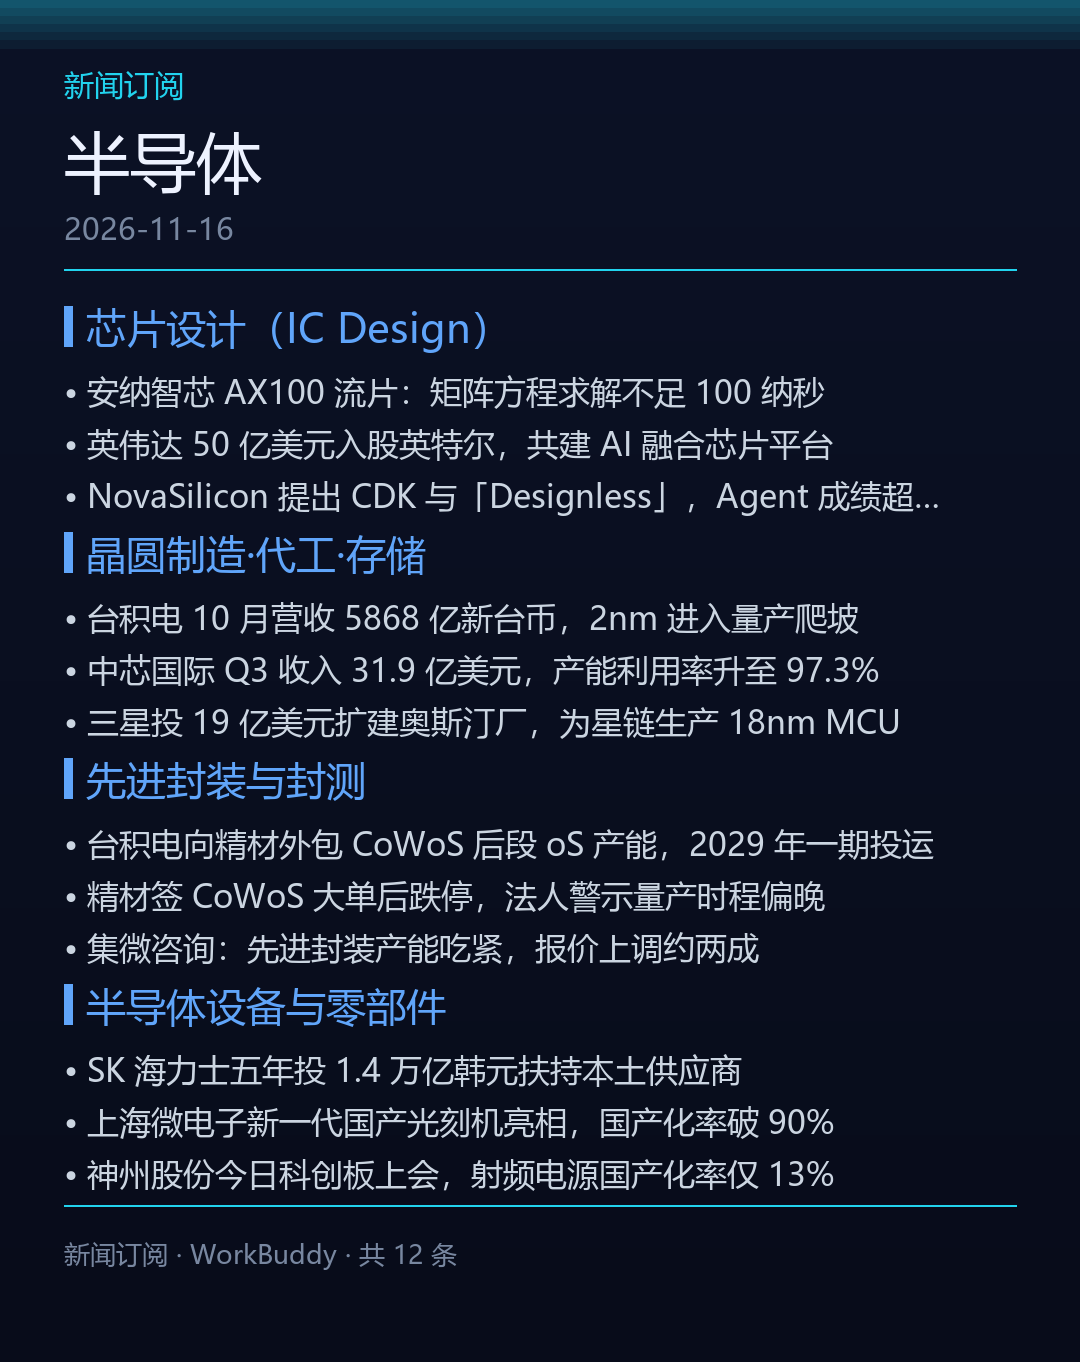 新闻订阅
半导体
2026-11-16
芯片设计（IC Design）
• 安纳智芯 AX100 流片：矩阵方程求解不足 100 纳秒
• 英伟达 50 亿美元入股英特尔，共建 AI 融合芯片平台
• NovaSilicon 提出 CDK 与「Designless」，Agent 成绩超…
晶圆制造·代工·存储
• 台积电 10 月营收 5868 亿新台币，2nm 进入量产爬坡
• 中芯国际 Q3 收入 31.9 亿美元，产能利用率升至 97.3%
• 三星投 19 亿美元扩建奥斯汀厂，为星链生产 18nm MCU
先进封装与封测
• 台积电向精材外包 CoWoS 后段 oS 产能，2029 年一期投运
• 精材签 CoWoS 大单后跌停，法人警示量产时程偏晚
• 集微咨询：先进封装产能吃紧，报价上调约两成
半导体设备与零部件
• SK 海力士五年投 1.4 万亿韩元扶持本土供应商
• 上海微电子新一代国产光刻机亮相，国产化率破 90%
• 神州股份今日科创板上会，射频电源国产化率仅 13%
新闻订阅 · WorkBuddy · 共 12 条